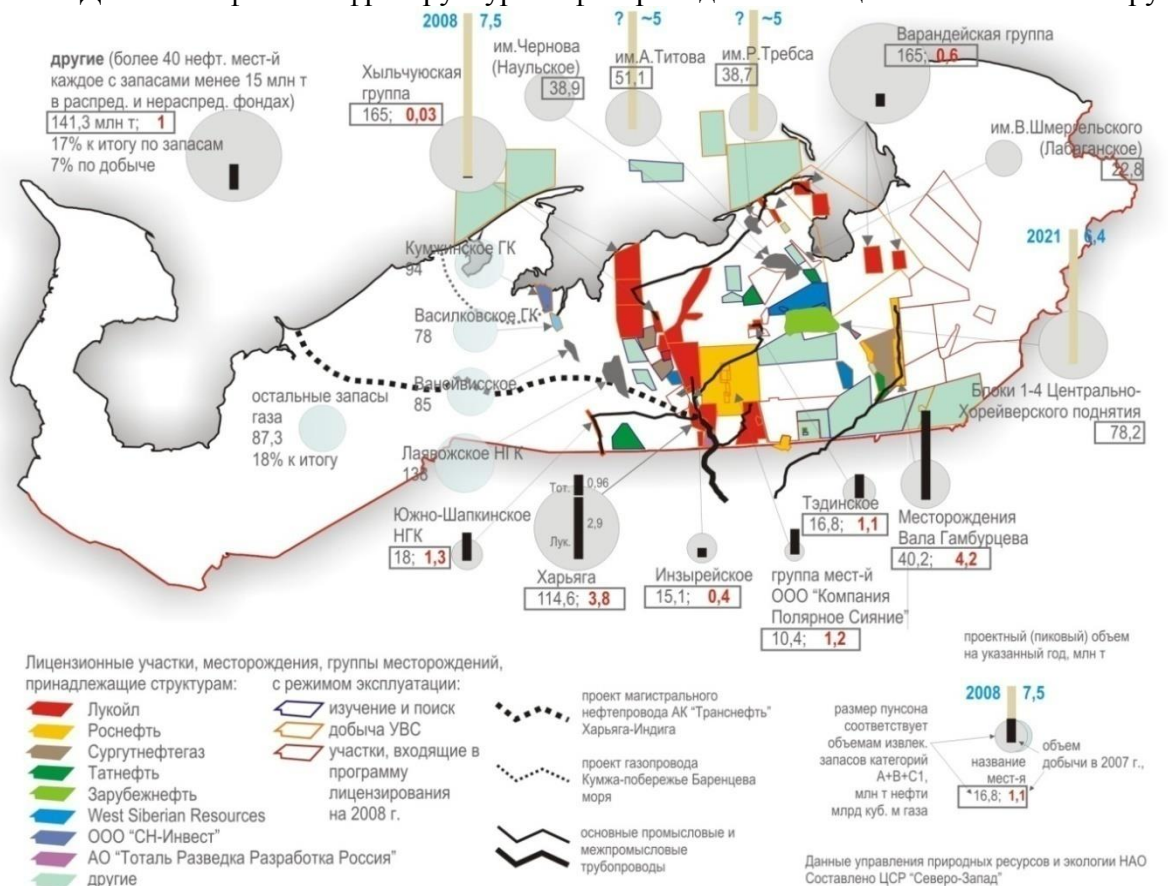 2008 7,5
? ~5
? ~5
другие (более 40 нефт. мест-й
каждое с запасами менее 15 млн т
в распред. и нераспред. фондах)
141,3 млн т; 1
17% к итогу по запасам
7% по добыче
Хыльчуюская
группа
165; 0,03
им.Чернова
(Наульское)
38,9
им.А.Титова
51,1
им.Р.Требса
38,7
Варандейская группа
165; 0,6
им.В.Шмергельского
(Лабаганское)
22,8
2021 6,4
Кумжинское ГК
94
Василковское ГК
78
Ванейвисское
85
остальные запасы
газа
87,3
18% к итогу
Лаявожское НГК
138
Блоки 1-4 Центрально-
Хорейверского поднятия
78,2
Южно-Шапкинское
НГК
18; 1,3
Тот. 0,96
2,9
Лук.
Харьяга
114,6; 3,8
Инзырейское
15,1; 0,4
группа мест-й
ООО “Компания
Полярное Сияние”
10,4; 1,2
Тэдинское
16,8; 1,1
Месторождения
Вала Гамбурцева
40,2; 4,2
Лицензионные участки, месторождения, группы месторождений,
принадлежащие структурам:
Лукойл
Роснефть
Сургутнефтегаз
Татнефть
Зарубежнефть
West Siberian Resources
ООО “СН-Инвест”
АО “Тоталь Разведка Разработка Россия”
другие
с режимом эксплуатации:
изучение и поиск
добыча УВС
участки, входящие в
программу
лицензирования
на 2008 г.
проект магистрального
нефтепровода АК “Транснефть”
Харьяга-Индига
проект газопровода
Кумжа-побережье Баренцева
моря
основные промысловые и
межпромысловые
трубопроводы
проектный (пиковый) объем
на указанный год, млн т
2008 7,5
размер пунсона
соответствует
объемам извлек.
запасов категорий
А+В+С1,
млн т нефти
млрд куб. м газа
объем
добычи в 2007 г.,
название
мест-я
16,8; 1,1
Данные управления природных ресурсов и экологии НАО
Составлено ЦСР “Северо-Запад”